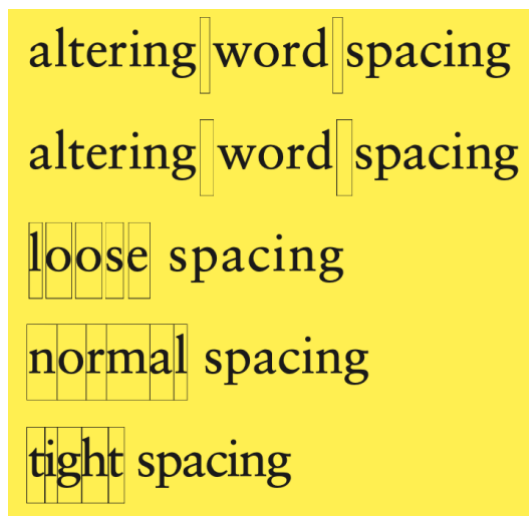 altering word spacing
altering word spacing
loose spacing
normal spacing
tight spacing